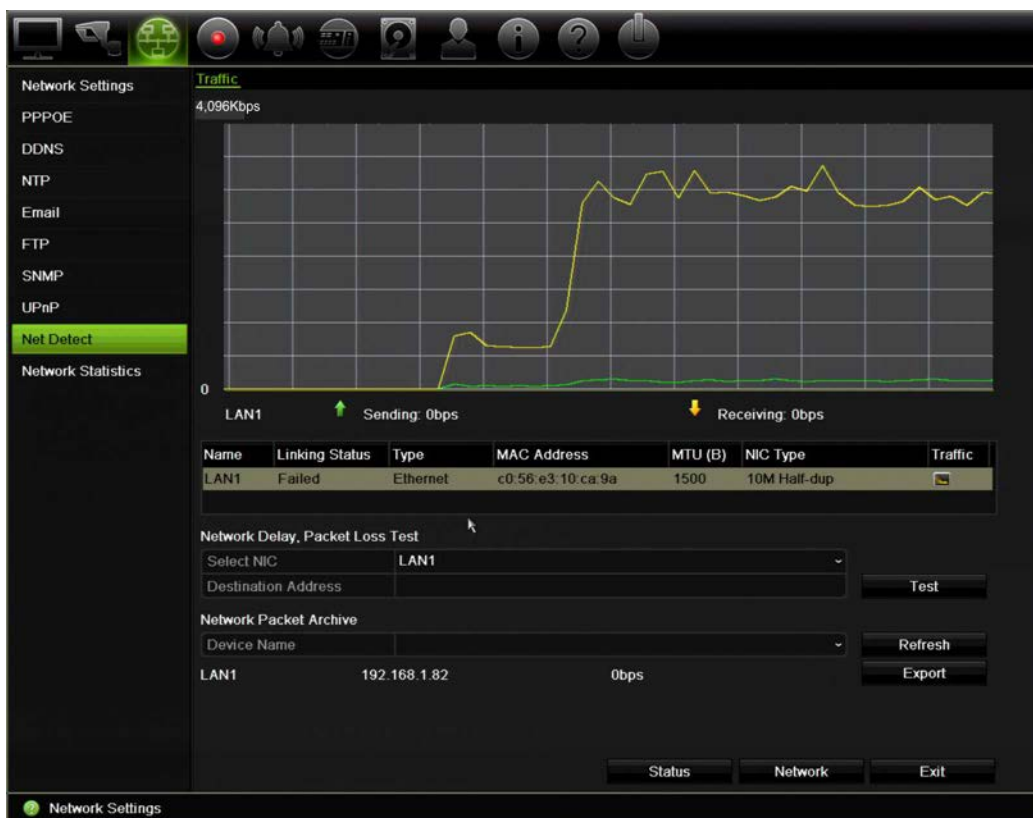 Network Settings
Traffic
4,096Kbps
PPPOE
DDNS
NTP
Email
FTP
SNMP
UPnP
Net Detect
Network Statistics
0
LAN1 Sending: 0bps Receiving: 0bps
Name Linking Status Type MAC Address MTU (B) NIC Type Traffic
LAN1 Failed Ethernet c0:56:e3:10:ca:9a 1500 10M Half-dup
Network Delay, Packet Loss Test
Select NIC LAN1
Destination Address Test
Network Packet Archive
Device Name Refresh
LAN1 192.168.1.82 0bps Export
Status Network Exit
Network Settings